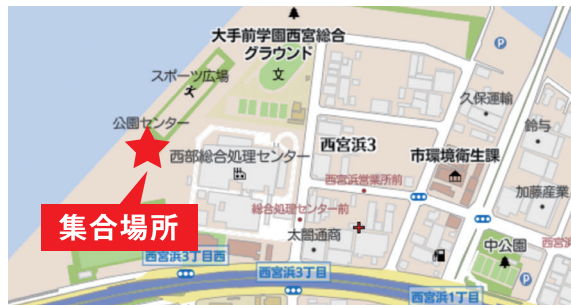 大手前学園西宮総合
グラウンド
スポーツ広場
公園センター
久保運輸
鈴与
西宮浜3
西部総合処理センター
市環境衛生課
西宮浜営業所前
加藤産業
総合処理センター前
集合場所
太閤通商
中公園
西宮浜3丁目西
西宮浜3丁目
西宮浜1丁目
西宮浜